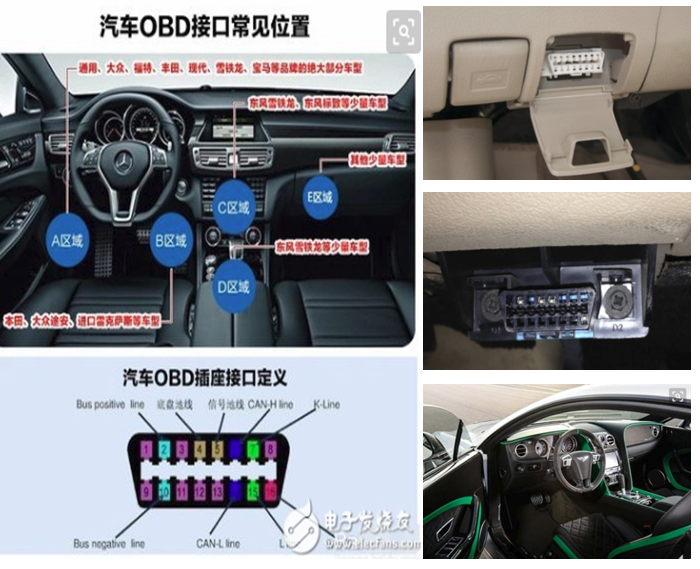 汽车OBD接口常见位置
通用、大众、福特、丰田、现代、雪铁龙、宝马等品牌的绝大部分车型
东风雪铁龙、东风标致等少量车型
其他少量车型
E区域
C区域
A区域
B区域
东风雪铁龙等少量车型
D区域
本田、大众途安、进口雷克萨斯等车型
汽车OBD插座接口定义
Bus positive line 底盘地线 信号地线 CAN-H line K-Line
1 2 3 4 5 8
9 10 11 12 13 15 16
Bus negative line CAN-L line
电子发烧友
www.elecfans.com
D2